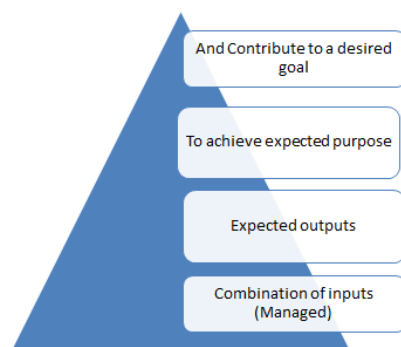 And Contribute to a desired
goal
To achieve expected purpose
Expected outputs
Combination of inputs
(Managed)